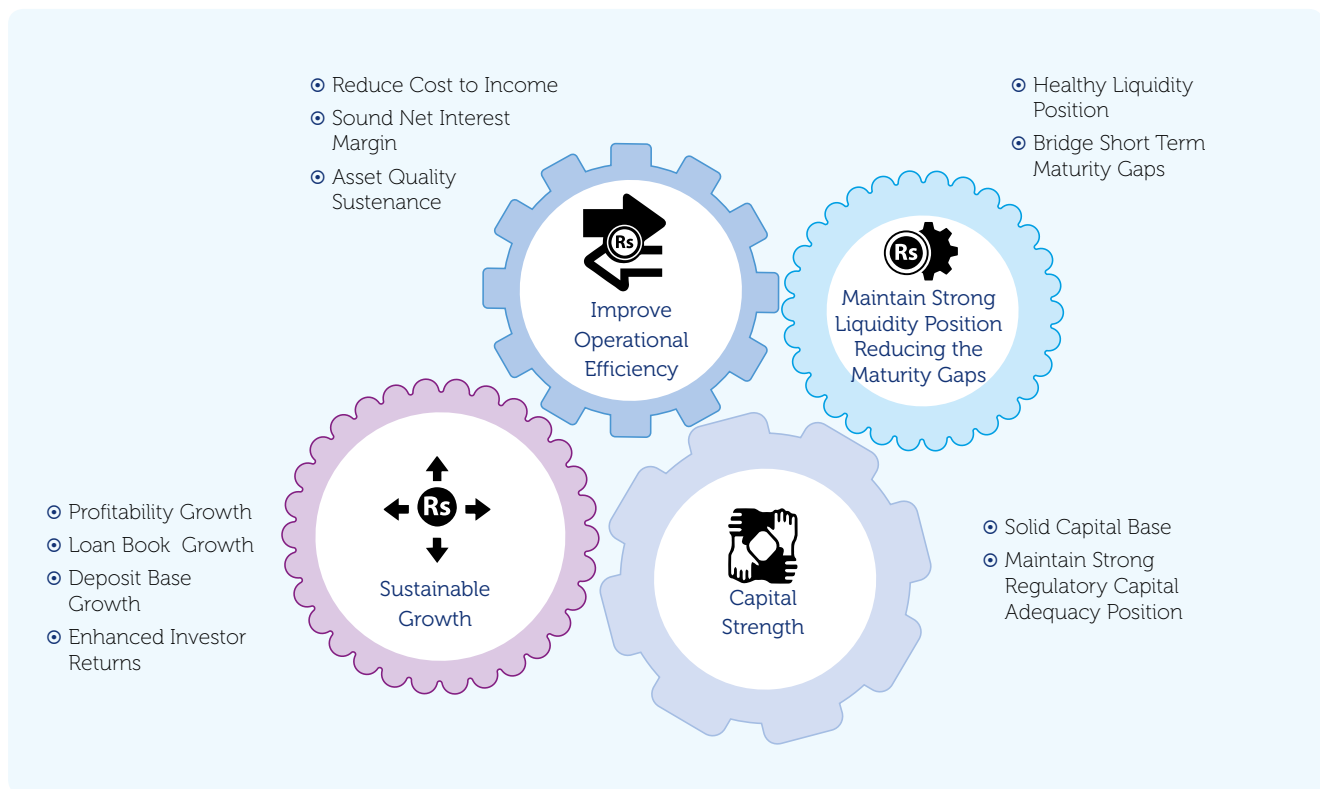 Reduce Cost to Income
Sound Net Interest
Margin
Asset Quality
Sustenance
Rs
Improve
Operational
Efficiency
Healthy Liquidity
Position
Bridge Short Term
Maturity Gaps
Rs
Maintain Strong
Liquidity Position
Reducing the
Maturity Gaps
Profitability Growth
Loan Book Growth
Deposit Base
Growth
Enhanced Investor
Returns
Rs
Sustainable
Growth
Capital
Strength
Solid Capital Base
Maintain Strong
Regulatory Capital
Adequacy Position